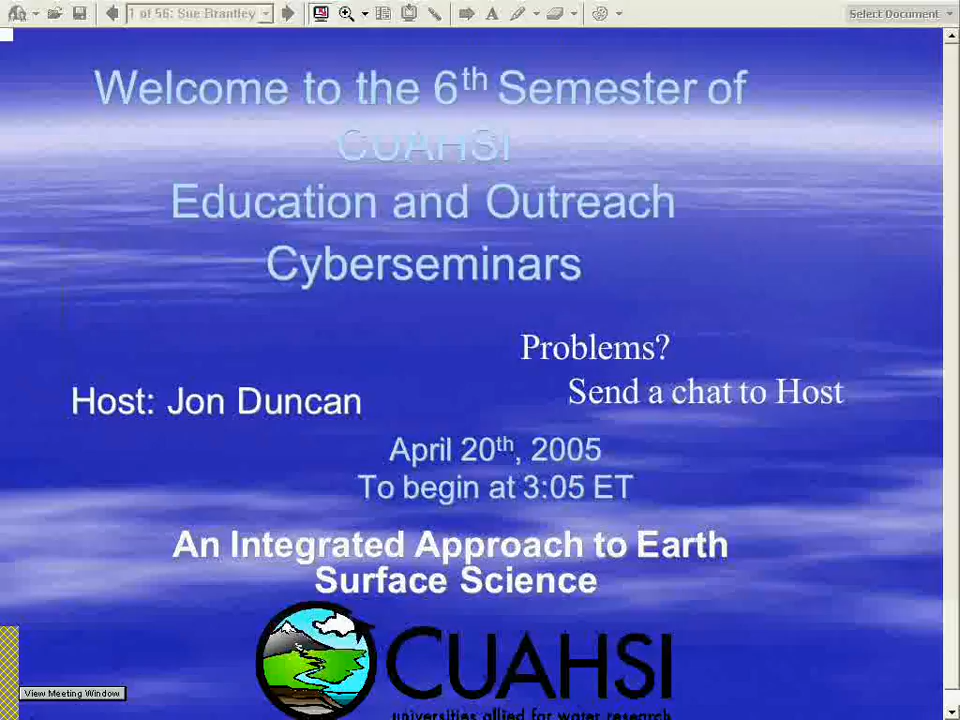 1 of 56: Sue Brantley
Select Document
Welcome to the 6th Semester of
CUAHSI
Education and Outreach
Cyberseminars
Problems?
Send a chat to Host
Host: Jon Duncan
April 20th, 2005
To begin at 3:05 ET
An Integrated Approach to Earth
Surface Science
CUAHSI
universities allied for water research
View Meeting Window